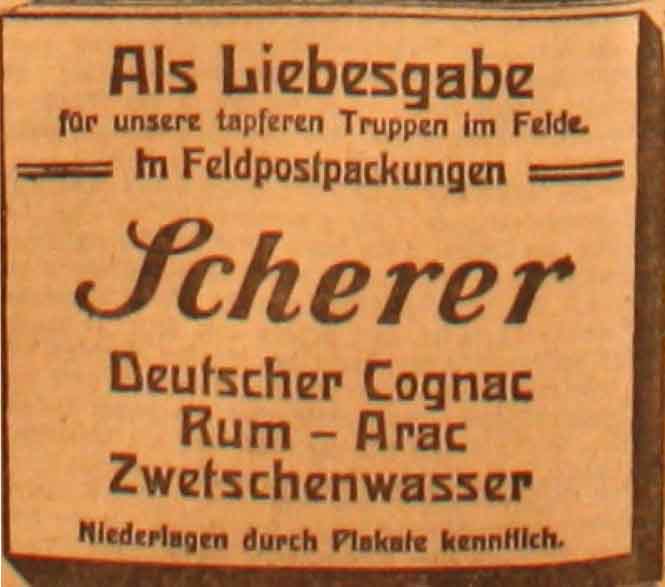 Als Liebesgabe
für unsere tapferen Truppen im Felde.
In Feldpostpackungen
Scherer
Deutscher Cognac
Rum – Arac
Zwetschenwasser
Niederlagen durch Plakate kenntlich.